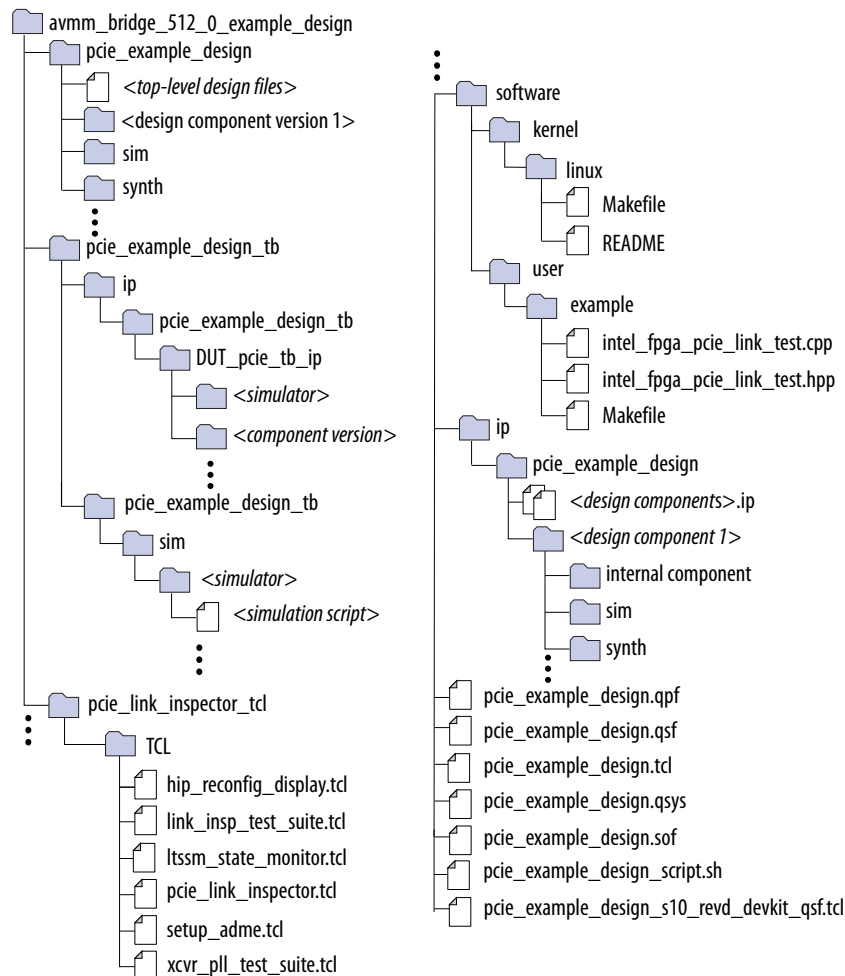 avmm_bridge_512_0_example_design
pcie_example_design
<top-level design files>
<design component version 1>
sim
synth
pcie_example_design_tb
ip
pcie_example_design_tb
DUT_pcie_tb_ip
<simulator>
<component version>
pcie_example_design_tb
sim
<simulator>
<simulation script>
pcie_link_inspector_tcl
TCL
hip_reconfig_display.tcl
link_insp_test_suite.tcl
ltssm_state_monitor.tcl
pcie_link_inspector.tcl
setup_adme.tcl
xcvr_pll_test_suite.tcl
software
kernel
linux
Makefile
README
user
example
intel_fpga_pcie_link_test.cpp
intel_fpga_pcie_link_test.hpp
Makefile
ip
pcie_example_design
<design components>.ip
<design component 1>
internal component
sim
synth
pcie_example_design.qpf
pcie_example_design.qsf
pcie_example_design.tcl
pcie_example_design.qsys
pcie_example_design.sof
pcie_example_design_script.sh
pcie_example_design_s10_revd_devkit_qsf.tcl